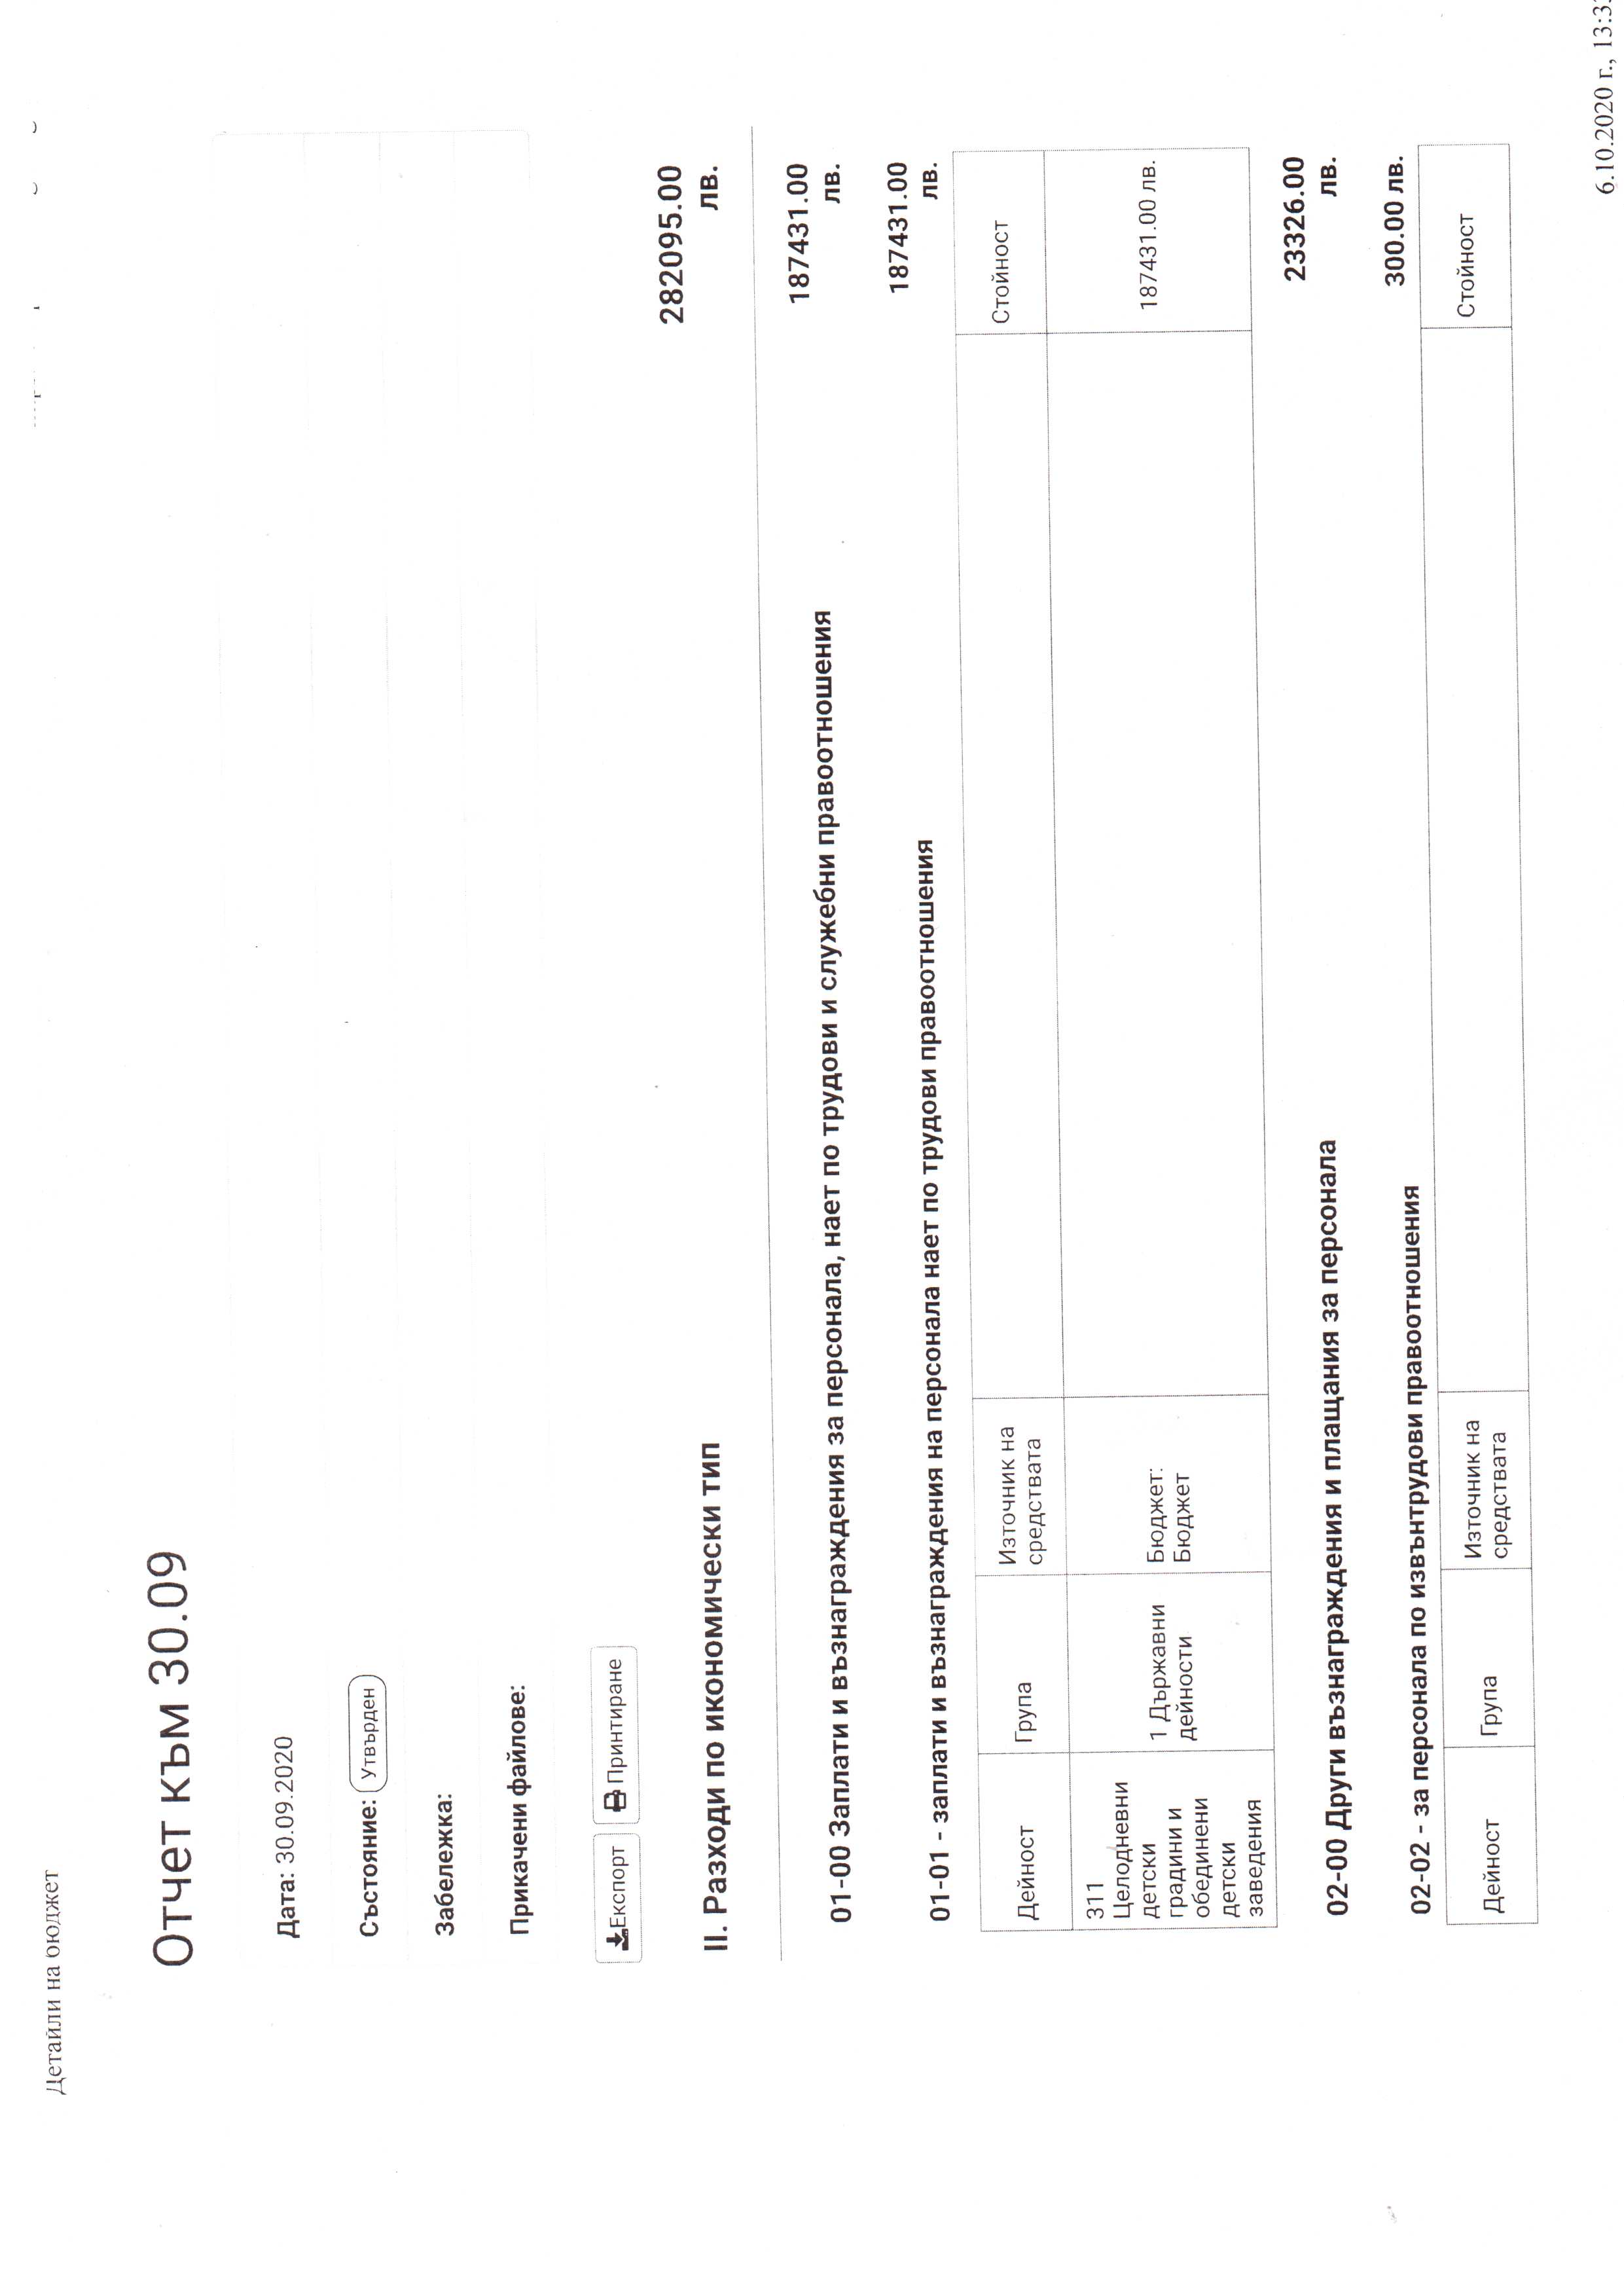 Детайли на бюджет
Отчет към 30.09
Дата: 30.09.2020
Състояние: Утвърден
Забележка:
Прикачени файлове:
Експорт Принтиране
282095.00
II. Разходи по икономически тип
лв.
187431.00
01-00 Заплати и възнаграждения за персонала, нает по трудови и служебни правоотношения
лв.
187431.00
01-01 - заплати и възнаграждения на персонала нает по трудови правоотношения
лв.
Дейност
Група
Източник на
средствата
Стойност
311
Целодневни
детски
градини и
обединени
детски
заведения
1 Държавни
дейности
Бюджет:
Бюджет
187431.00 лв.
23326.00
02-00 Други възнаграждения и плащания за персонала
лв.
02-02 - за персонала по извънтрудови правоотношения
300.00 лв.
Дейност
Група
Източник на
средствата
Стойност
6.10.2020 г., 13:3